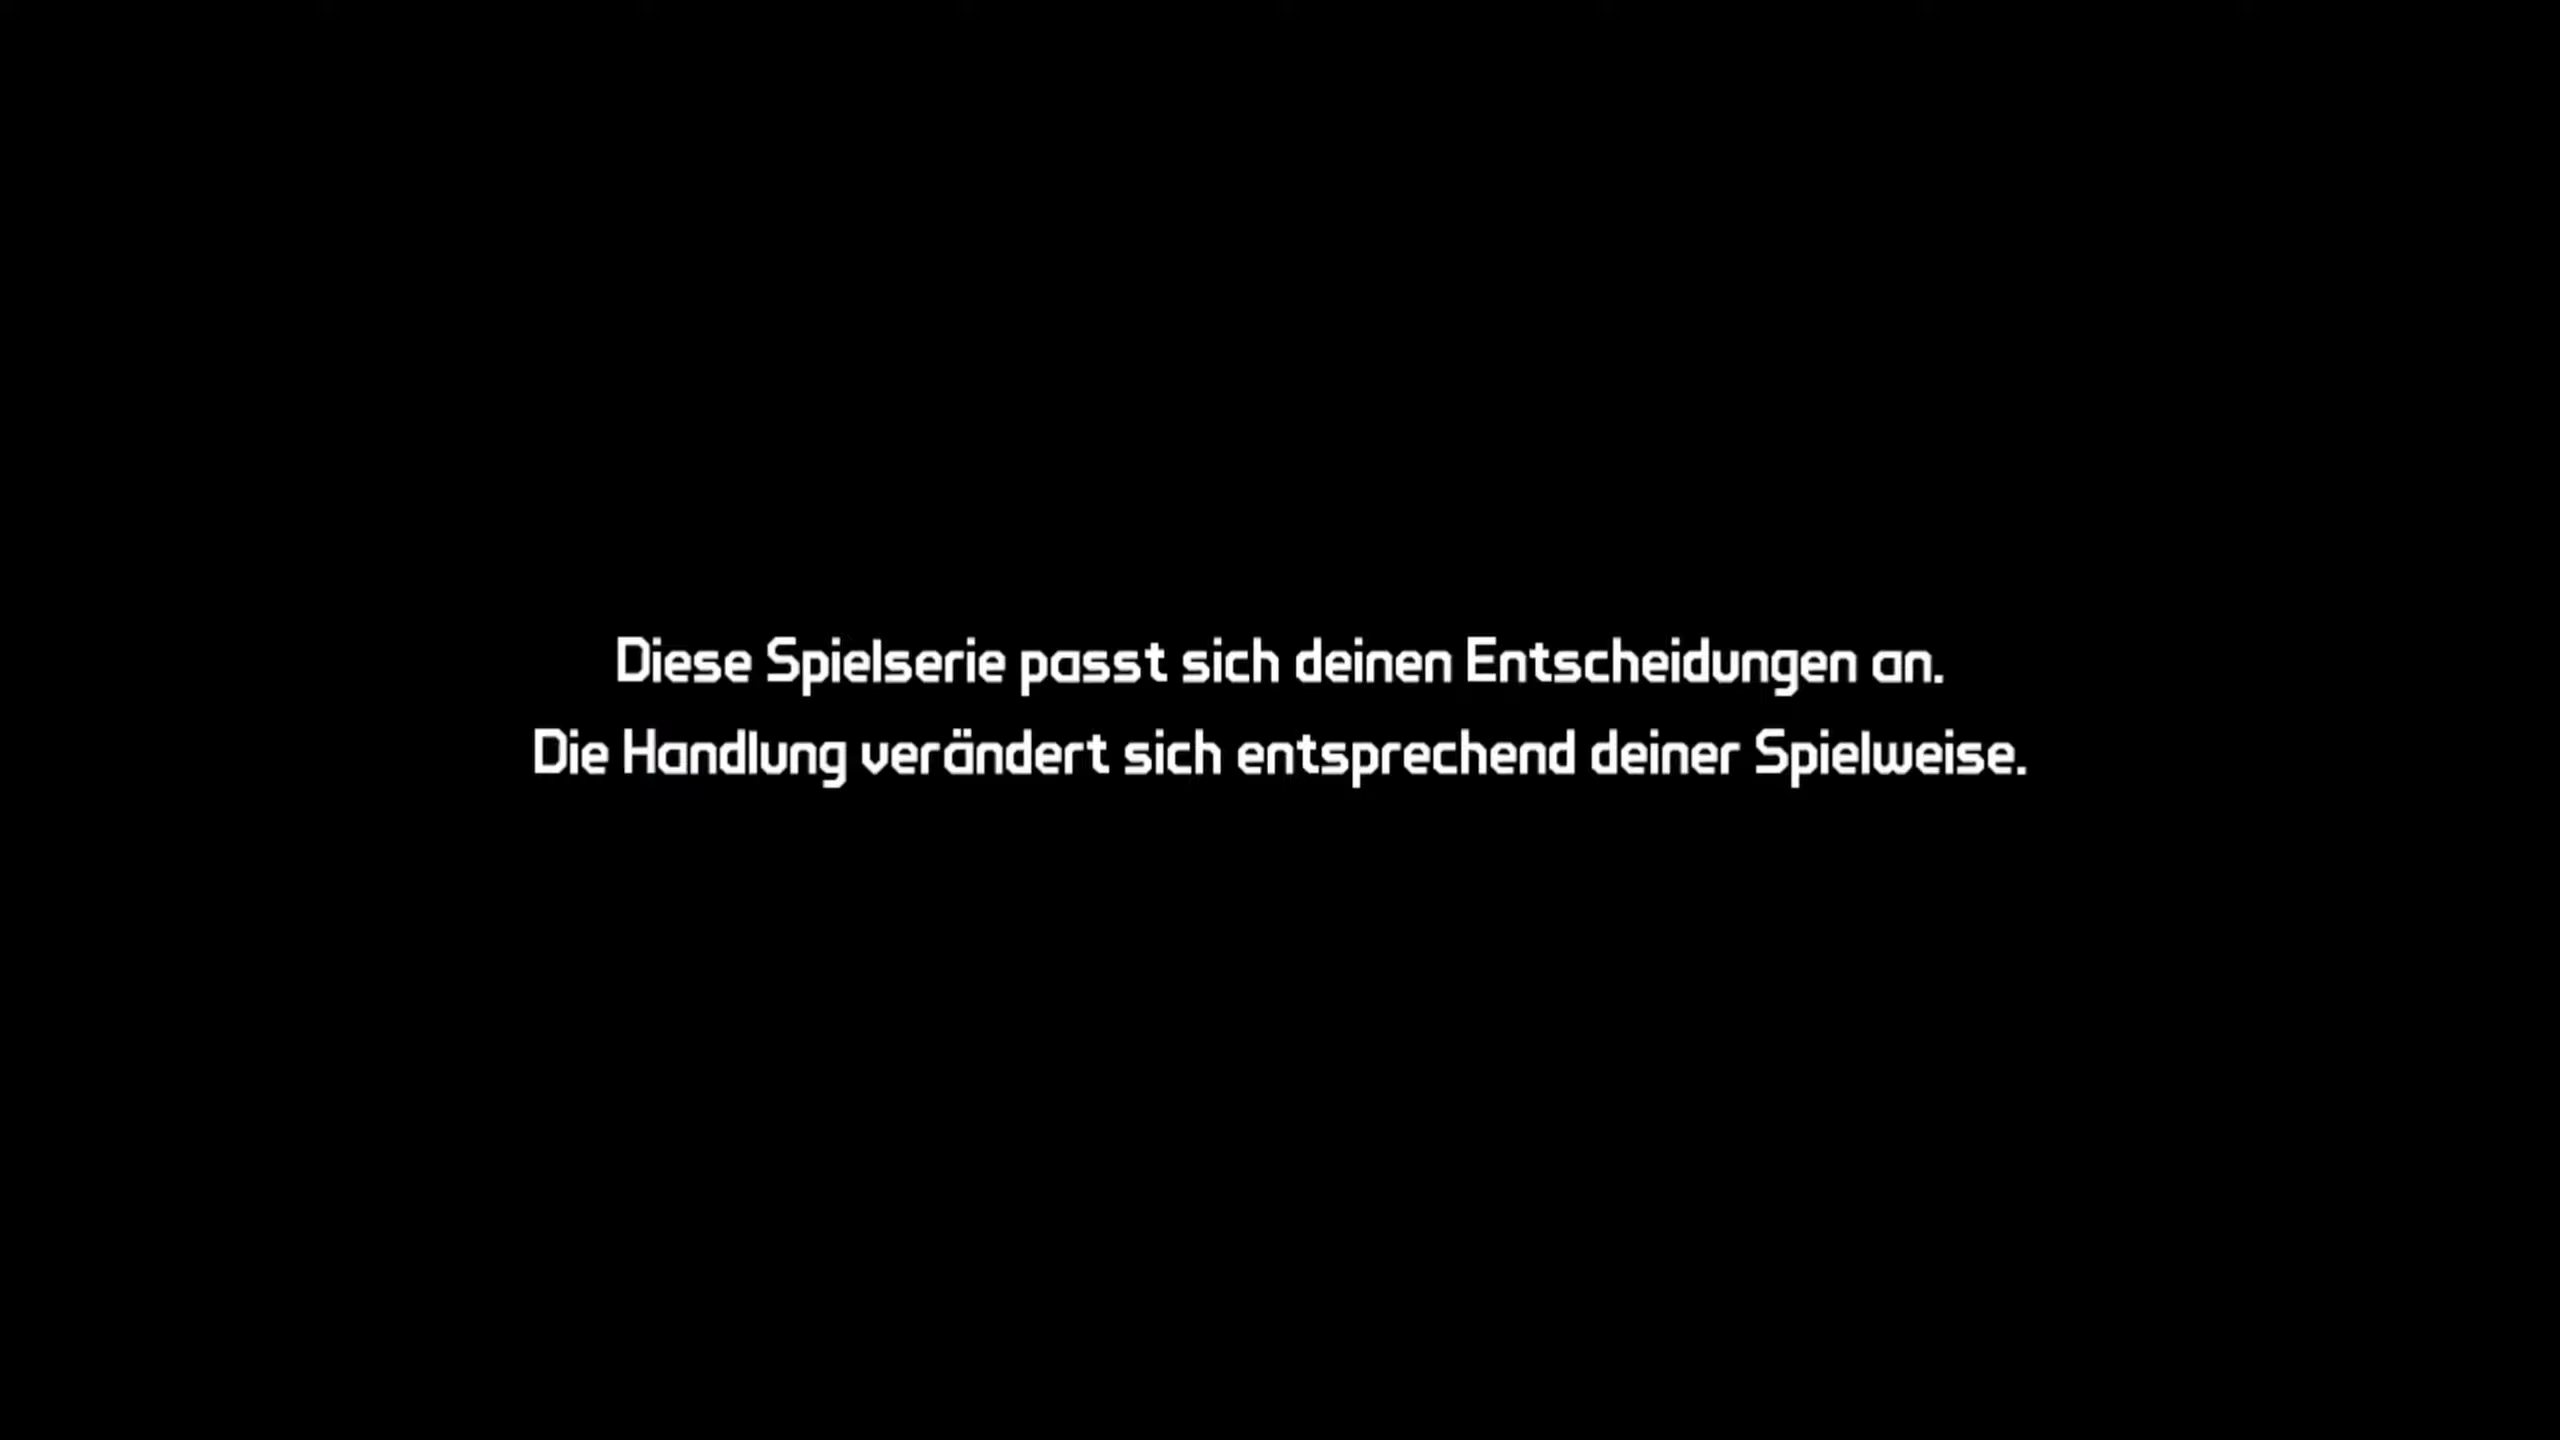 Diese Spielserie passt sich deinen Entscheidungen an.
Die Handlung verändert sich entsprechend deiner Spielweise.